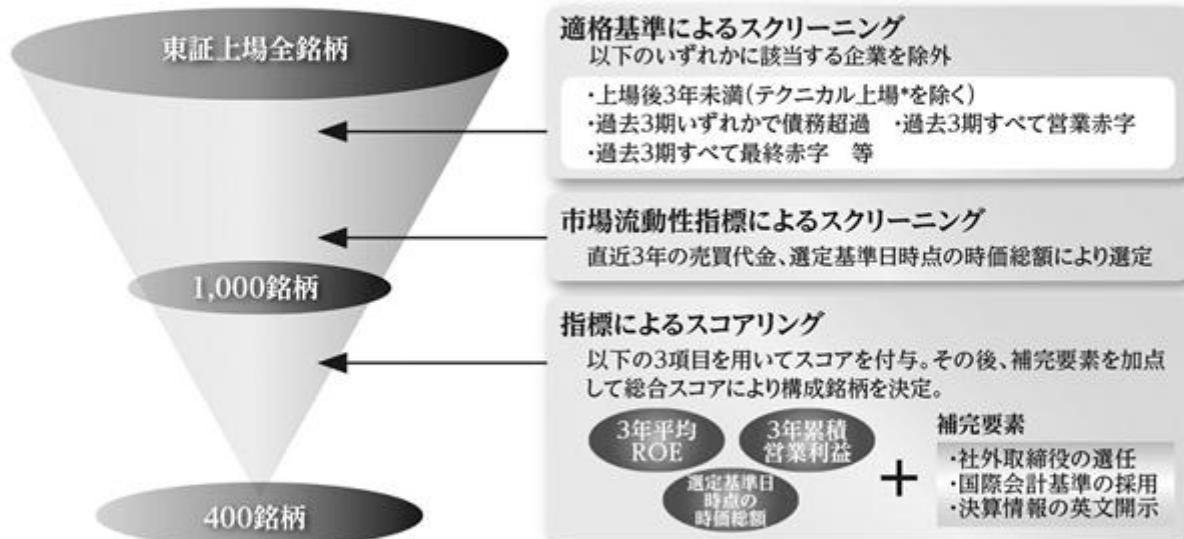 東証上場全銘柄
1,000銘柄
400銘柄
適格基準によるスクリーニング
以下のいずれかに該当する企業を除外
・上場後3年未満(テクニカル上場*を除く)
・過去3期いずれかで債務超過　・過去3期すべて営業赤字
・過去3期すべて最終赤字　等
市場流動性指標によるスクリーニング
直近3年の売買代金、選定基準日時点の時価総額により選定
指標によるスコアリング
以下の3項目を用いてスコアを付与。その後、補完要素を加点
して総合スコアにより構成銘柄を決定。
3年平均
ROE
3年累積
営業利益
選定基準日
時点の
時価総額
+
補完要素
・社外取締役の選任
・国際会計基準の採用
・決算情報の英文開示